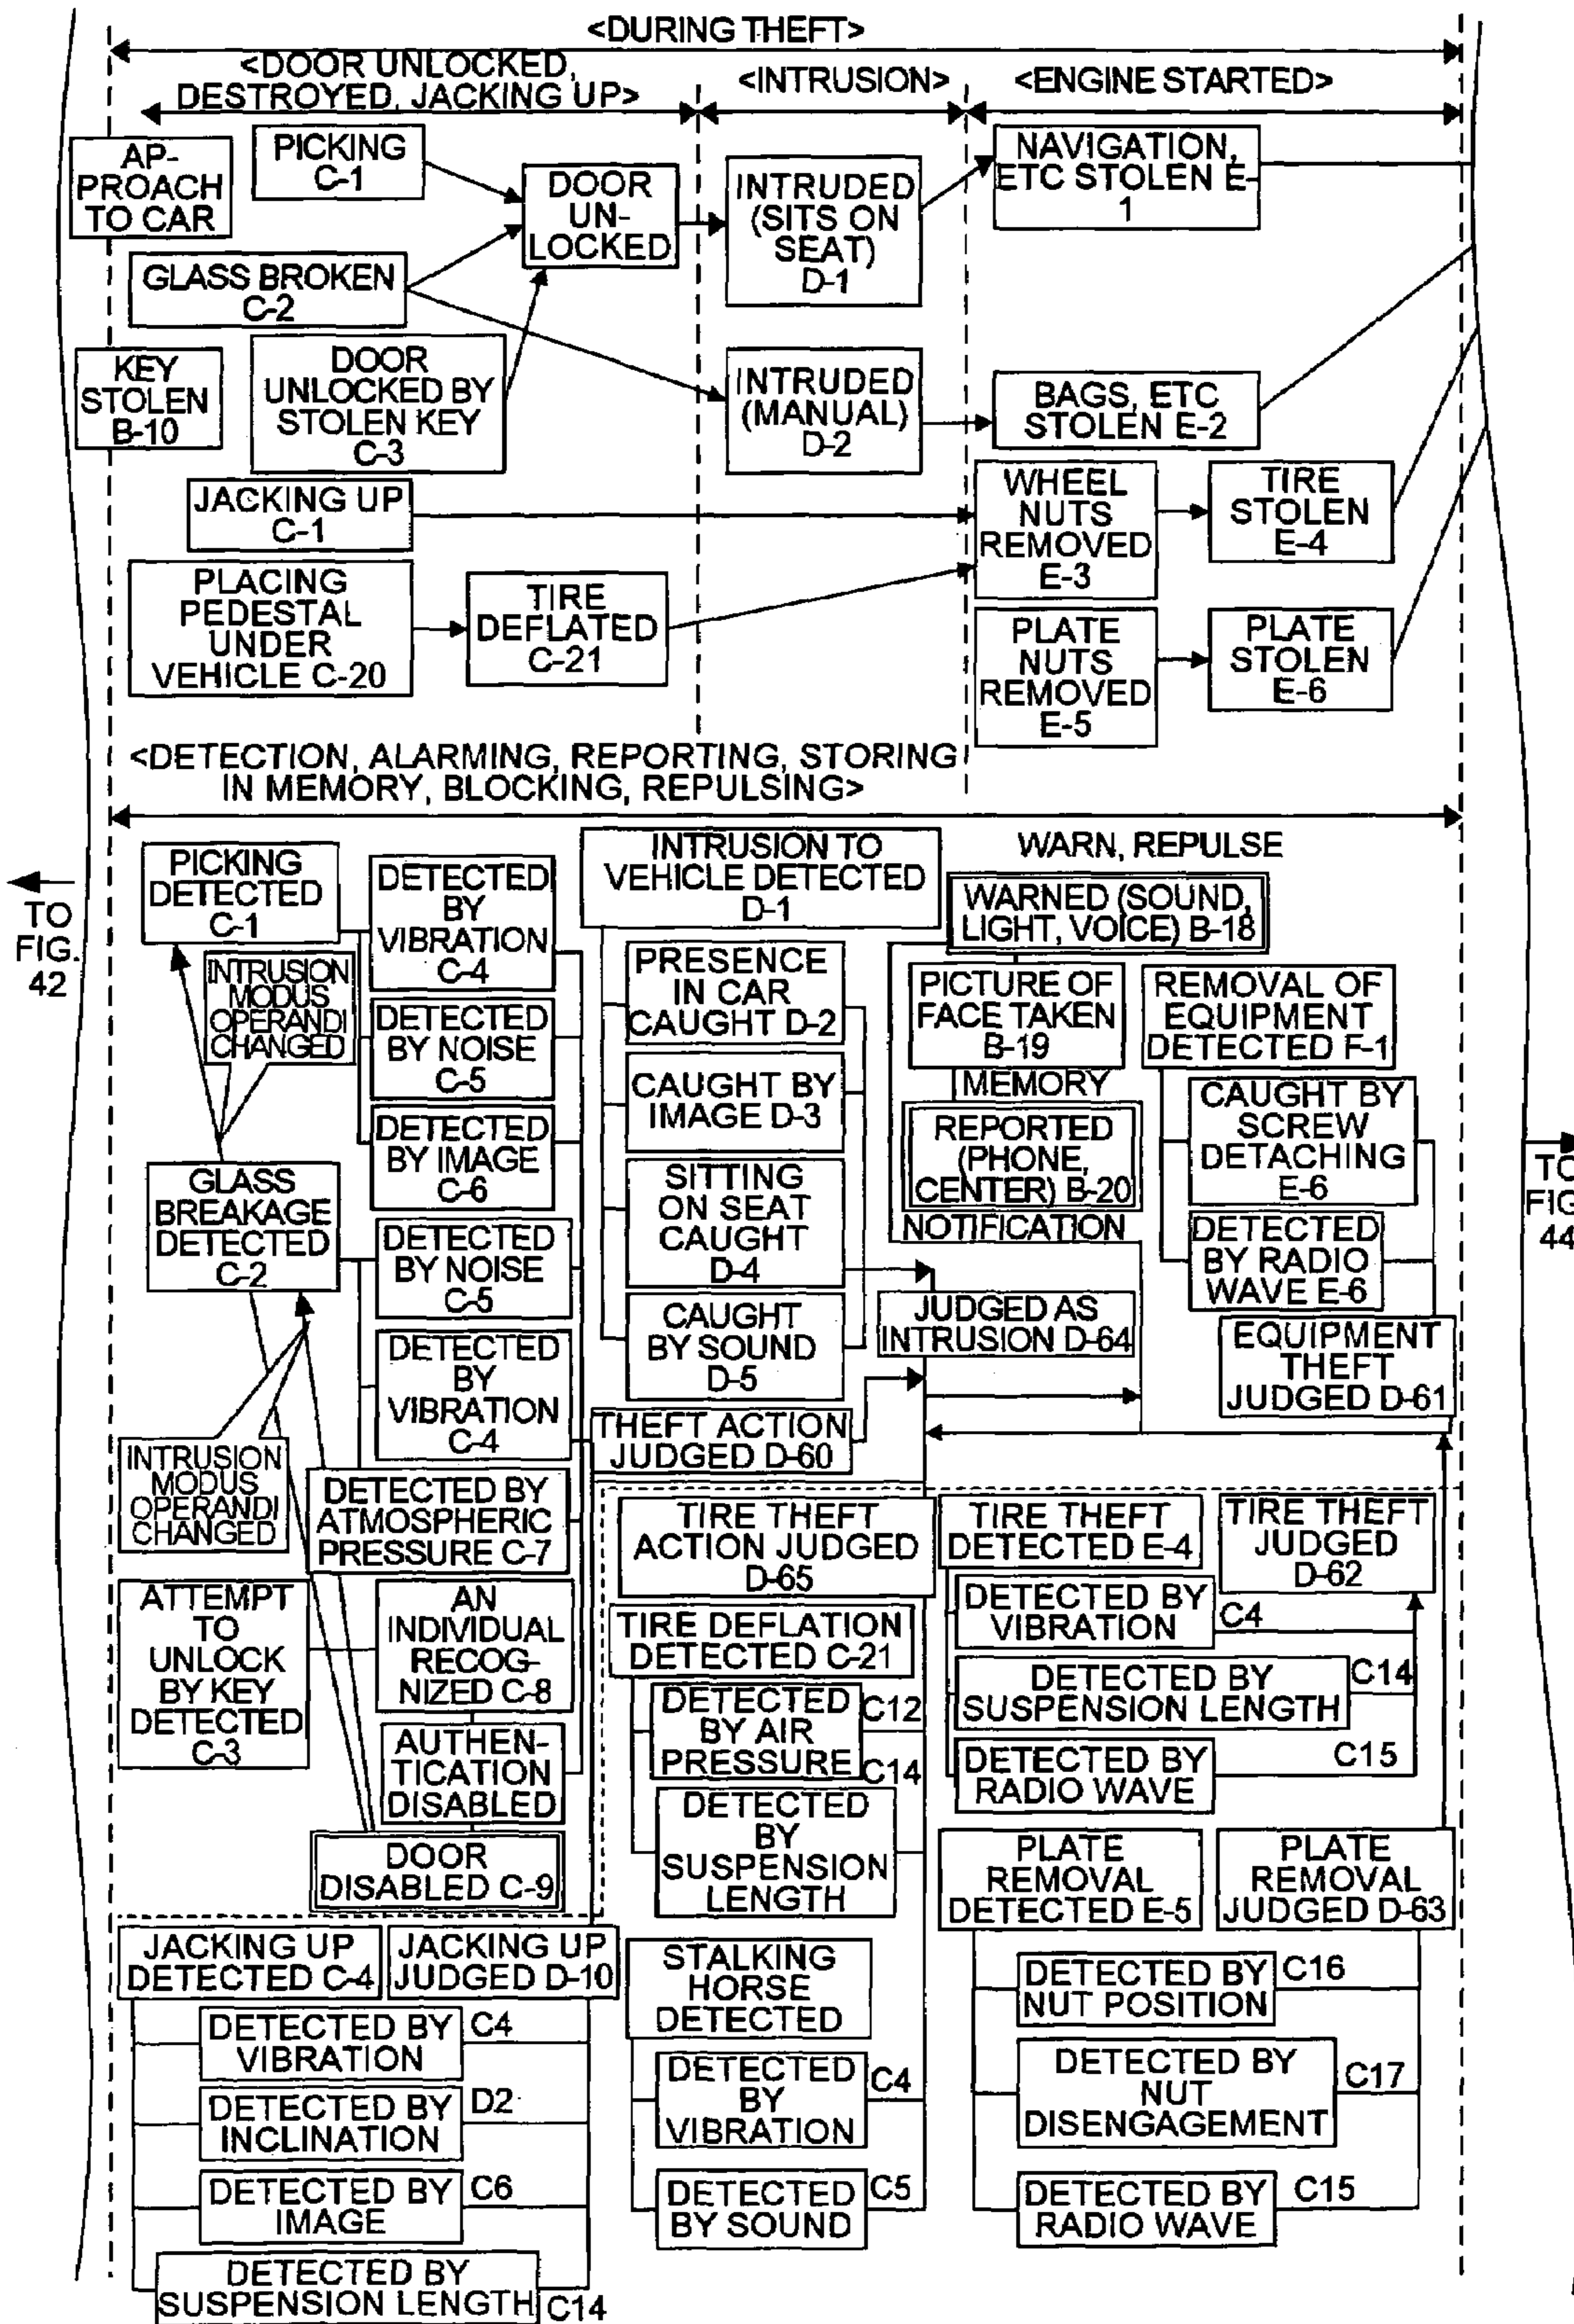 <DURING THEFT>
<DOOR UNLOCKED,
DESTROYED, JACKING UP>
<INTRUSION>
<ENGINE STARTED>
AP-
PROACH
TO CAR
PICKING
C-1
DOOR
UN-
LOCKED
INTRUDED
(SITS ON
SEAT)
D-1
NAVIGATION,
ETC STOLEN E-
1
GLASS BROKEN
C-2
KEY
STOLEN
B-10
DOOR
UNLOCKED BY
STOLEN KEY
C-3
INTRUDED
(MANUAL)
D-2
BAGS, ETC
STOLEN E-2
JACKING UP
C-1
WHEEL
NUTS
REMOVED
E-3
TIRE
STOLEN
E-4
PLACING
PEDESTAL
UNDER
VEHICLE C-20
TIRE
DEFLATED
C-21
PLATE
NUTS
REMOVED
E-5
PLATE
STOLEN
E-6
<DETECTION, ALARMING, REPORTING, STORING
IN MEMORY, BLOCKING, REPULSING>
TO
FIG.
42
PICKING
DETECTED
C-1
DETECTED
BY
VIBRATION
C-4
INTRUSION
MODUS
OPERANDI
CHANGED
DETECTED
BY NOISE
C-5
DETECTED
BY IMAGE
C-6
GLASS
BREAKAGE
DETECTED
C-2
DETECTED
BY NOISE
C-5
DETECTED
BY
VIBRATION
C-4
INTRUSION
MODUS
OPERANDI
CHANGED
DETECTED BY
ATMOSPHERIC
PRESSURE C-7
ATTEMPT
TO
UNLOCK
BY KEY
DETECTED
C-3
AN
INDIVIDUAL
RECOG-
NIZED C-8
AUTHEN-
TICATION
DISABLED
DOOR
DISABLED C-9
INTRUSION TO
VEHICLE DETECTED
D-1
PRESENCE
IN CAR
CAUGHT D-2
CAUGHT BY
IMAGE D-3
SITTING
ON SEAT
CAUGHT
D-4
CAUGHT
BY SOUND
D-5
THEFT ACTION
JUDGED D-60
WARN, REPULSE
WARNED (SOUND,
LIGHT, VOICE) B-18
PICTURE OF
FACE TAKEN
B-19
MEMORY
REPORTED
(PHONE,
CENTER) B-20
NOTIFICATION
JUDGED AS
INTRUSION D-64
REMOVAL OF
EQUIPMENT
DETECTED F-1
CAUGHT BY
SCREW
DETACHING
E-6
DETECTED
BY RADIO
WAVE E-6
EQUIPMENT
THEFT
JUDGED D-61
TO
FIG
44
TIRE THEFT
ACTION JUDGED
D-65
TIRE DEFLATION
DETECTED C-21
DETECTED
BY AIR
PRESSURE
C12
C14
DETECTED
BY
SUSPENSION
LENGTH
TIRE THEFT
DETECTED E-4
TIRE THEFT
JUDGED
D-62
DETECTED BY
VIBRATION
C4
DETECTED BY
SUSPENSION LENGTH
C14
DETECTED BY
RADIO WAVE
C15
PLATE
REMOVAL
DETECTED E-5
PLATE
REMOVAL
JUDGED D-63
JACKING UP
DETECTED C-4
JACKING UP
JUDGED D-10
DETECTED BY
VIBRATION
C4
DETECTED BY
INCLINATION
D2
DETECTED BY
IMAGE
C6
DETECTED BY
SUSPENSION LENGTH
C14
STALKING
HORSE
DETECTED
DETECTED
BY
VIBRATION
C4
DETECTED
BY SOUND
C5
DETECTED BY
NUT POSITION
C16
DETECTED BY
NUT
DISENGAGEMENT
C17
DETECTED BY
RADIO WAVE
C15